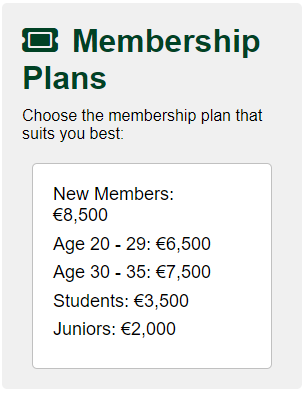 Membership
Plans
Choose the membership plan that
suits you best:
New Members:
€8,500
Age 20 - 29: €6,500
Age 30 - 35: €7,500
Students: €3,500
Juniors: €2,000